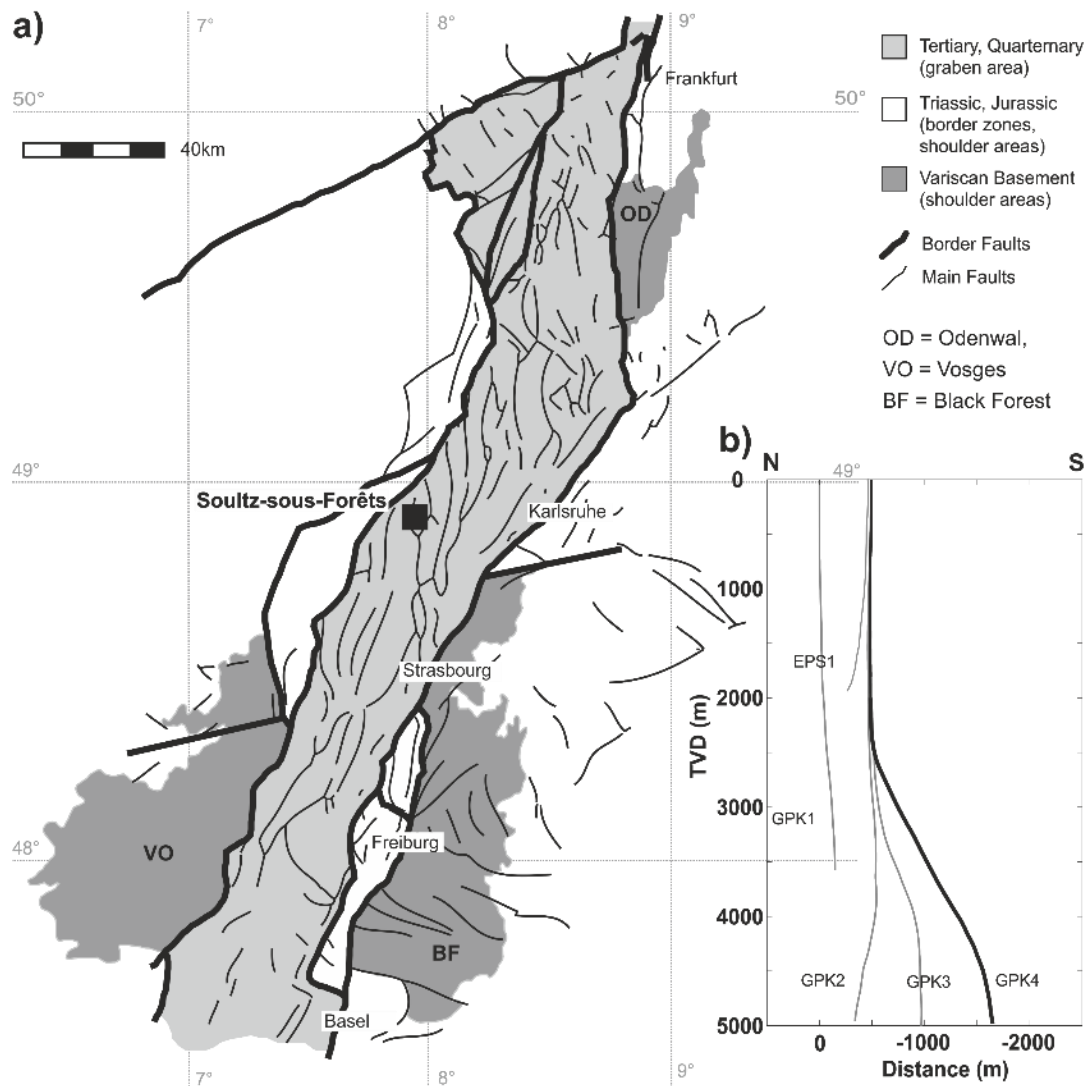 a)
7°
8°
9°
Frankfurt
50°
50°
40km
OD
Tertiary, Quarternary
(graben area)
Triassic, Jurassic
(border zones,
shoulder areas)
Variscan Basement
(shoulder areas)
Border Faults
Main Faults
OD = Odenwal,
VO = Vosges
BF = Black Forest
49°
Soultz-sous-Forêts
Karlsruhe
Strasbourg
VO
48°
Freiburg
BF
Basel
7°
8°
9°
b)
N
49°
S
0
1000
EPS1
2000
TVD (m)
3000
GPK1
4000
GPK2
GPK3
GPK4
5000
0
-1000
-2000
Distance (m)